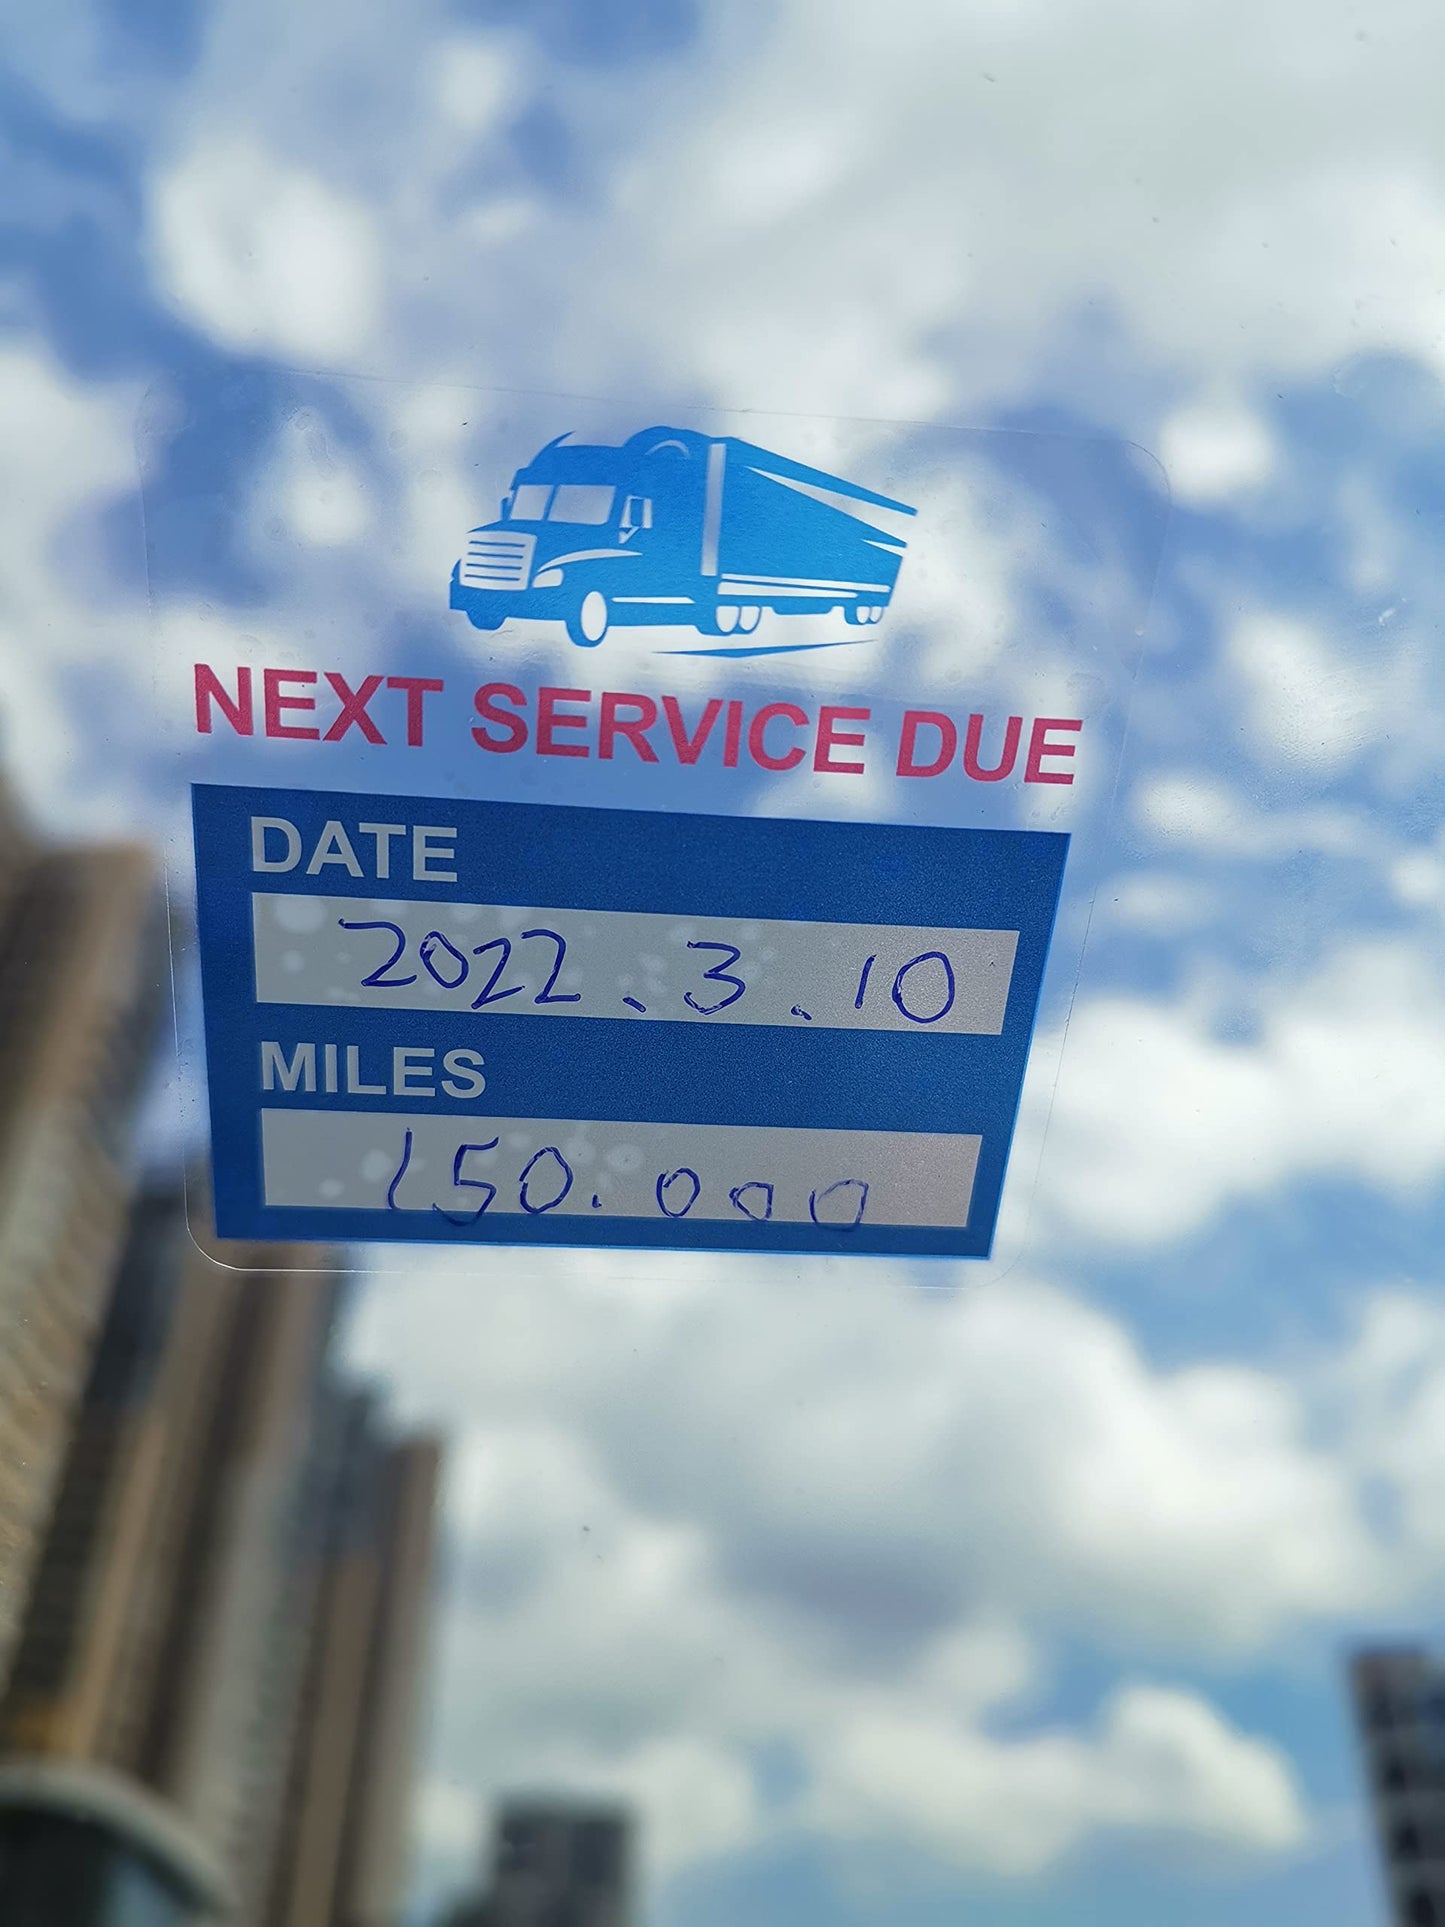 NEXT SERVICE DUE
DATE
2022.3.10
MILES
150.000